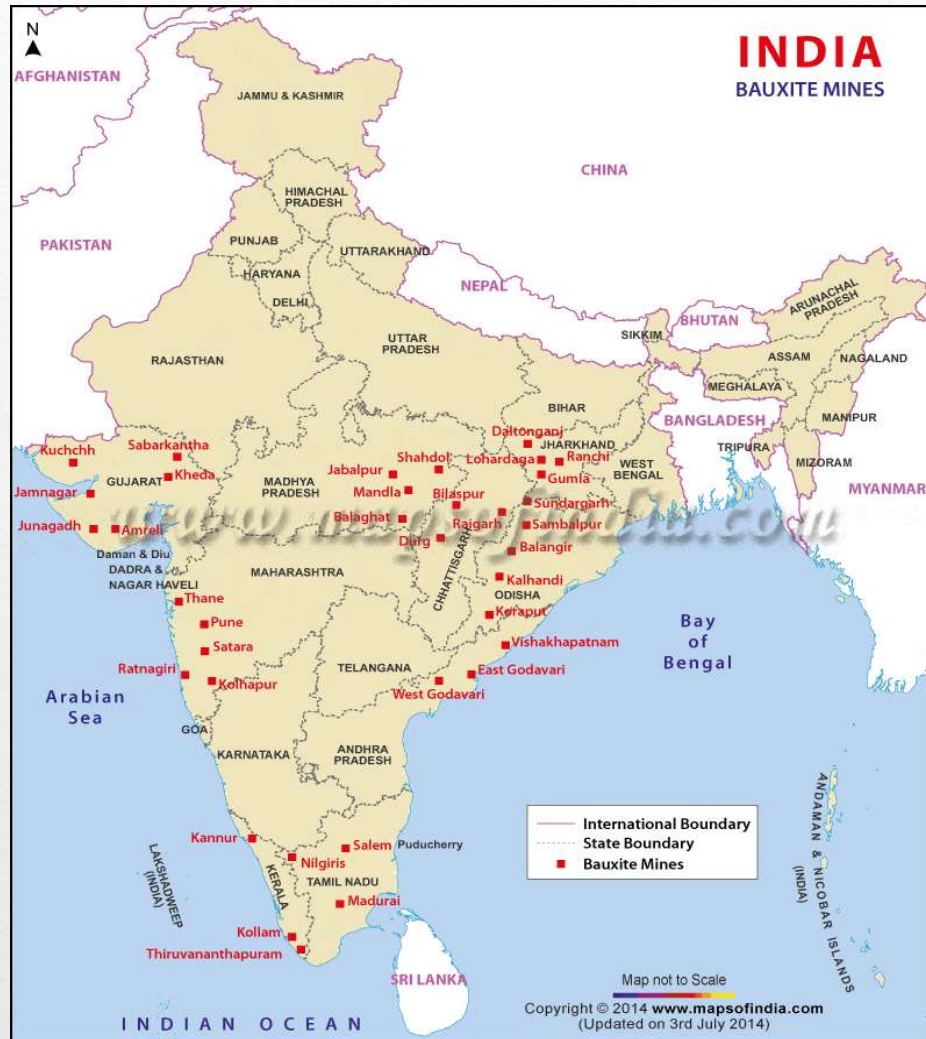 N
INDIA
BAUXITE MINES
AFGHANISTAN
JAMMU & KASHMIR
CHINA
HIMACHAL
PRADESH
PAKISTAN
PUNJAB
UTTARAKHAND
HARYANA
DELHI
NEPAL
ARUNACHAL
PRADESH
SIKKIM
BHUTAN
RAJASTHAN
UTTAR
PRADESH
ASSAM
NAGALAND
MEGHALAYA
BIHAR
BANGLADESH
MANIPUR
Daltonganj
JHARKHAND
TRIPURA
MIZORAM
Kuchchh
Sabarkantha
Shahdol
Lohardaga
Ranchi
WEST
BENGAL
Kheda
GUJARAT
Jabalpur
Gumla
MYANMAR
Jamnagar
MADHYA
PRADESH
Mandla
Bilaspur
Sundargarh
Balaghat
Raigarh
Sambalpur
www.mapsofindia.com
Junagadh
Amreli
Durg
Balangir
Daman & Diu
DADRA &
NAGAR HAVELI
MAHARASHTRA
CHHATTISGARH
Kalhandi
ODISHA
Thane
Koraput
Pune
Vishakhapatnam
Bay
of
Bengal
Satara
Ratnagiri
TELANGANA
East Godavari
Kolhapur
West Godavari
Arabian
Sea
GOA
KARNATAKA
ANDHRA
PRADESH
ANDAMAN & NICOBAR ISLANDS
(INDIA)
International Boundary
State Boundary
Bauxite Mines
Kannur
Salem
Puducherry
Nilgiris
LAKSHADWEEP
(INDIA)
KERALA
TAMIL NADU
Madurai
Kollam
Thiruvananthapuram
SRI LANKA
Map not to Scale
Copyright © 2014 www.mapsofindia.com
(Updated on 3rd July 2014)
INDIAN OCEAN